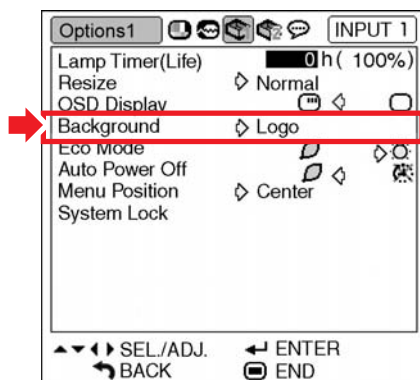 Options1 INPUT 1
Lamp Timer(Life) 0 h ( 100%)
Resize Normal
OSD Display
Background Logo
Eco Mode
Auto Power Off
Menu Position Center
System Lock
SEL./ADJ. ENTER
BACK END